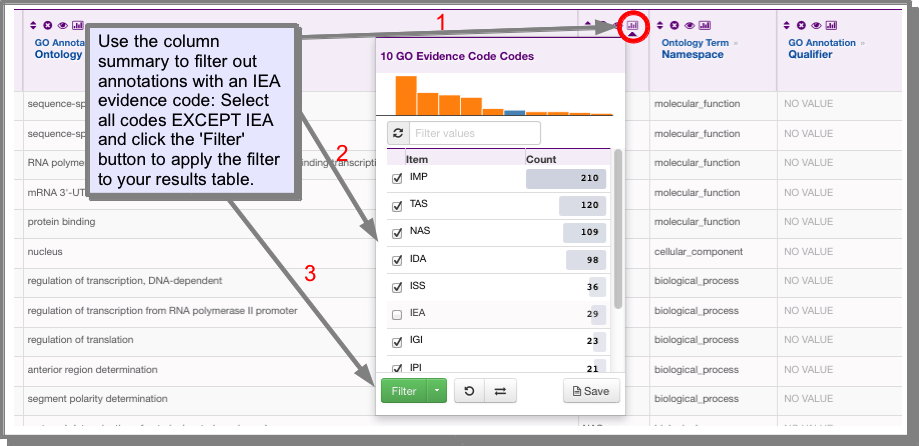 1
GO Annota
Ontology
Ontology Term »
Namespace
GO Annotation »
Qualifier
Use the column
summary to filter out
annotations with an IEA
evidence code: Select
all codes EXCEPT IEA
and click the 'Filter'
button to apply the filter
to your results table.
10 GO Evidence Code Codes
Filter values
2
3
Item Count
IMP 210
TAS 120
NAS 109
IDA 98
ISS 36
IEA 29
IGI 23
IPI 21
Filter
Save
sequence-sp
molecular_function NO VALUE
sequence-sp
molecular_function NO VALUE
RNA polyme
inding transcripti
molecular_function NO VALUE
mRNA 3'-UT
molecular_function NO VALUE
protein binding
molecular_function NO VALUE
nucleus
cellular_component NO VALUE
regulation of transcription, DNA-dependent
biological_process NO VALUE
regulation of transcription from RNA polymerase II promoter
biological_process NO VALUE
regulation of translation
biological_process NO VALUE
anterior region determination
biological_process NO VALUE
segment polarity determination
biological_process NO VALUE